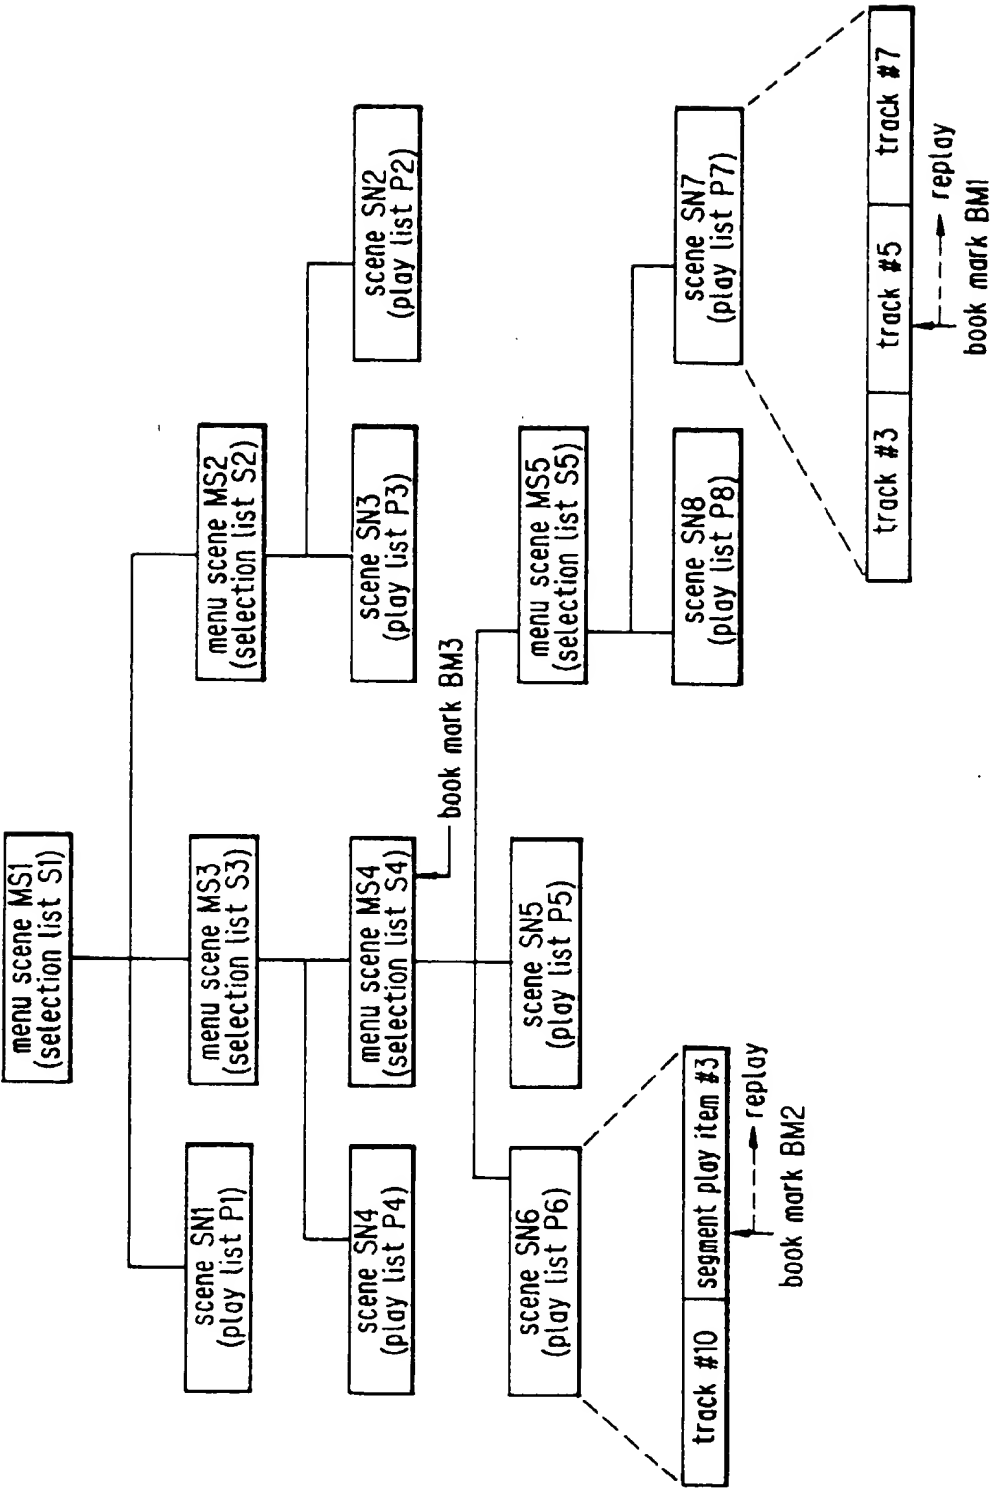 menu scene MS1
(selection list S1)
scene SN1
(play list P1)
menu scene MS3
(selection list S3)
menu scene MS2
(selection list S2)
scene SN4
(play list P4)
menu scene MS4
(selection list S4)
book mark BM3
scene SN3
(play list P3)
scene SN2
(play list P2)
scene SN6
(play list P6)
scene SN5
(play list P5)
menu scene MS5
(selection list S5)
scene SN8
(play list P8)
scene SN7
(play list P7)
track #10
segment play item #3
replay
book mark BM2
track #3
track #5
track #7
replay
book mark BM1